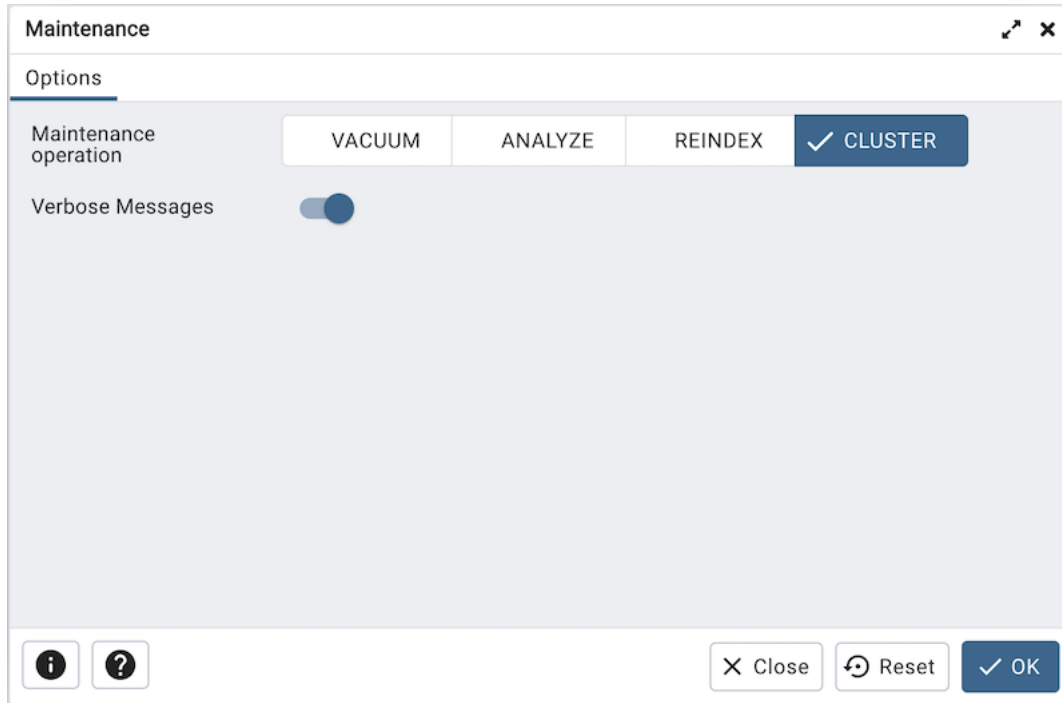 Maintenance
Options
Maintenance
operation
VACUUM
ANALYZE
REINDEX
CLUSTER
Verbose Messages
Close
Reset
OK